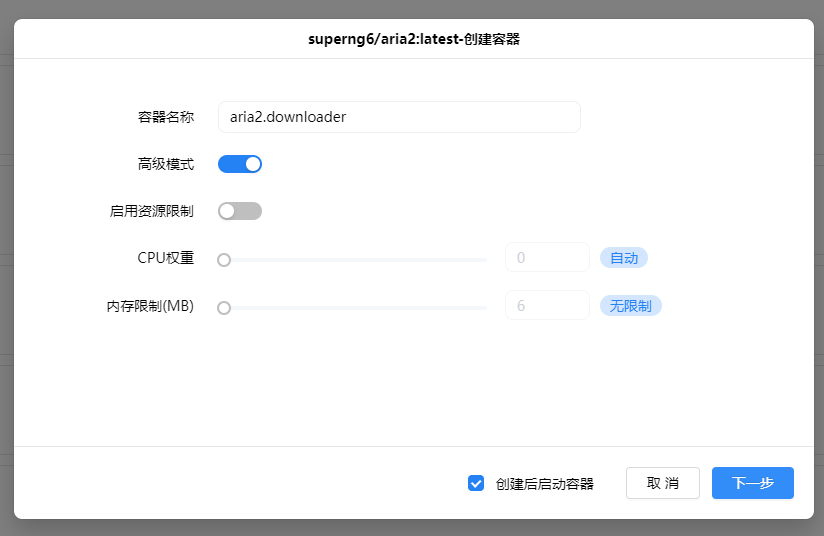 superng6/aria2:latest-创建容器
容器名称 aria2.downloader
高级模式
启用资源限制
CPU权重 0 自动
内存限制(MB) 6 无限制
创建后启动容器 取 消 下一步